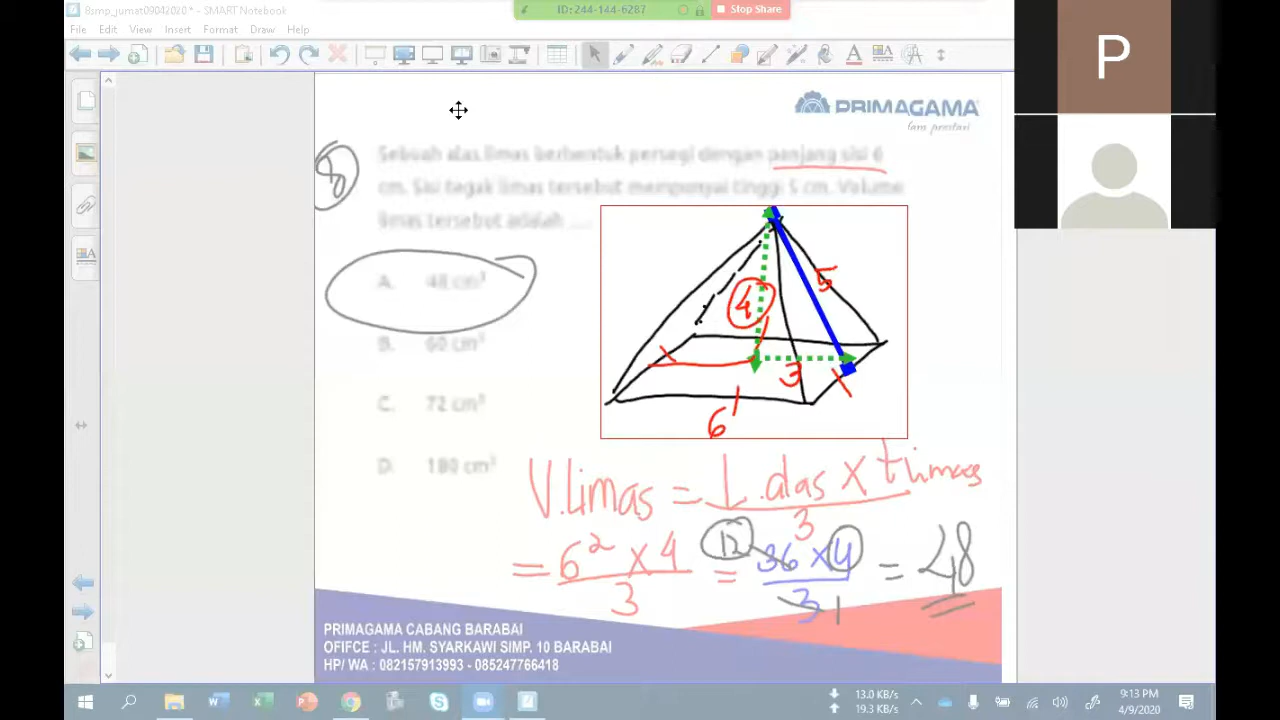 8smp_jumat09042020 * - SMART Notebook
ID: 244-144-6287
Stop Share
File Edit View Insert Format Draw Help
PRIMAGAMA
P
8
Sebuah alas limas berbentuk persegi dengan panjang sisi 6
cm. Sisi tegak limas tersebut mempunyai tinggi 5 cm. Volume
limas tersebut adalah ....
A. 48 cm³
B. 60 cm³
C. 72 cm³
D. 180 cm³
4
5
3
6
V.limas = L.alas x t limas
3
= 6² x 4 = 36 x 4 = 48
12
3
3 1
PRIMAGAMA CABANG BARABAI
OFIFCE : JL. HM. SYARKAWI SIMP. 10 BARABAI
HP/ WA : 082157913993 - 085247766418
13.0 KB/s
19.3 KB/s
9:13 PM
4/9/2020